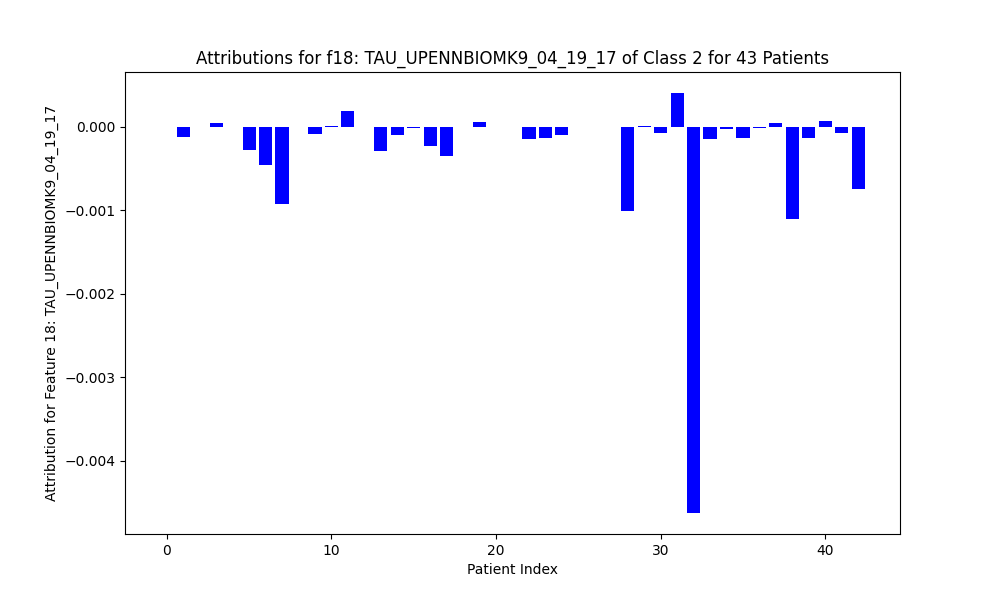 Attributions for f18: TAU_UPENNBIOMK9_04_19_17 of Class 2 for 43 Patients
Attribution for Feature 18: TAU_UPENNBIOMK9_04_19_17
0.000
−0.001
−0.002
−0.003
−0.004
0 10 20 30 40
Patient Index